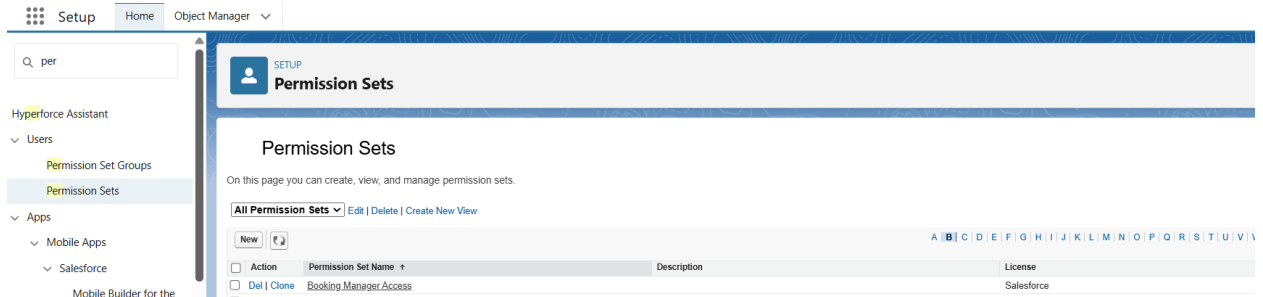 Setup
Home
Object Manager
per
Hyperforce Assistant
Users
Permission Set Groups
Permission Sets
Apps
Mobile Apps
Salesforce
Mobile Builder for the
SETUP
Permission Sets
Permission Sets
On this page you can create, view, and manage permission sets.
All Permission Sets Edit | Delete | Create New View
New A | B | C | D | E | F | G | H | I | J | K | L | M | N | O | P | Q | R | S | T | U | V |
Action Permission Set Name ↑ Description License
Del | Clone Booking Manager Access Salesforce